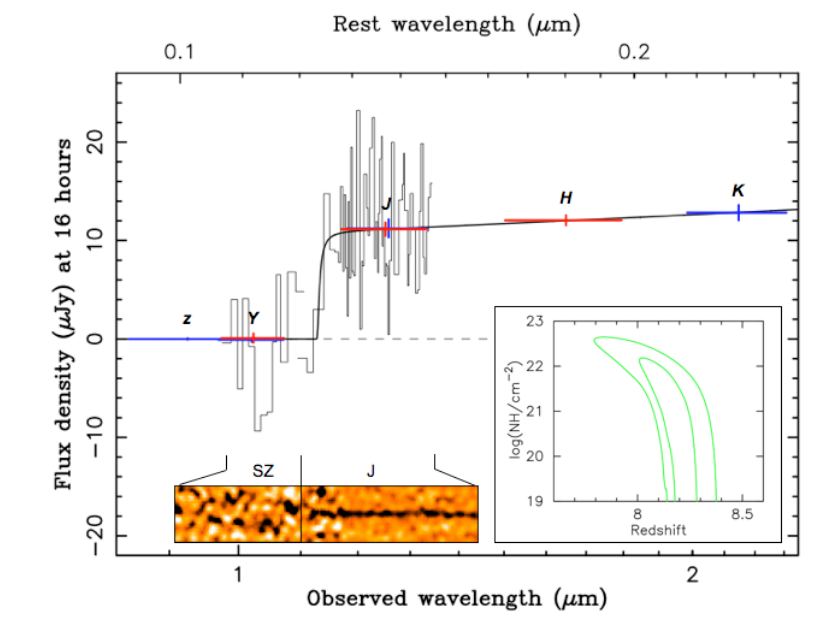 Rest wavelength (μm)
0.1 0.2
Flux density (μJy) at 16 hours
20
10
0
−10
−20
z Y J H K
SZ J
log(NH/cm⁻²)
23
22
21
20
19
8 8.5
Redshift
1 2
Observed wavelength (μm)